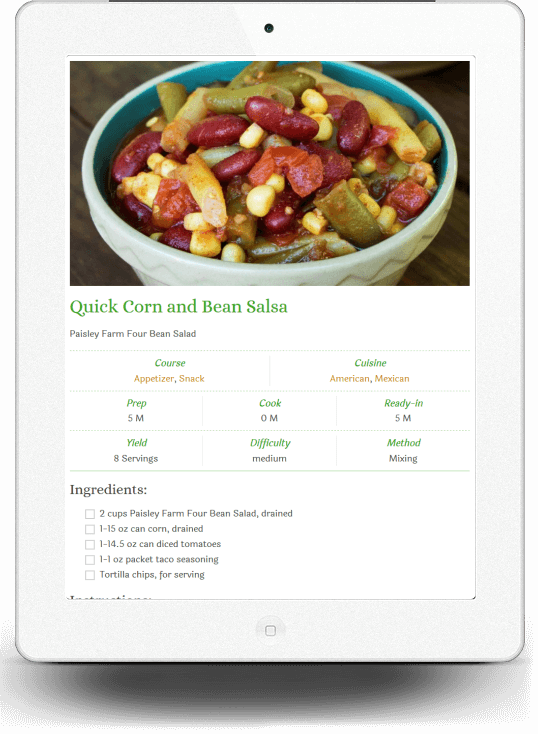 Quick Corn and Bean Salsa
Paisley Farm Four Bean Salad
Course Cuisine
Appetizer, Snack American, Mexican
Prep Cook Ready-in
5 M 0 M 5 M
Yield Difficulty Method
8 Servings medium Mixing
Ingredients:
2 cups Paisley Farm Four Bean Salad, drained
1-15 oz can corn, drained
1-14.5 oz can diced tomatoes
1-1 oz packet taco seasoning
Tortilla chips, for serving
Instructions: